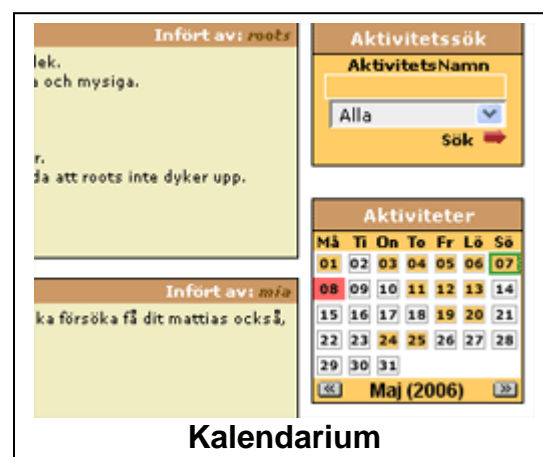 Infört av: roots
lek.
a och mysiga.
r.
da att roots inte dyker upp.
Infört av: mia
ka försöka få dit mattias också,
Aktivitetssök
AktivitetsNamn
Alla
Sök
Aktiviteter
Må Ti On To Fr Lö Sö
01 02 03 04 05 06 07
08 09 10 11 12 13 14
15 16 17 18 19 20 21
22 23 24 25 26 27 28
29 30 31
Maj (2006)
Kalendarium